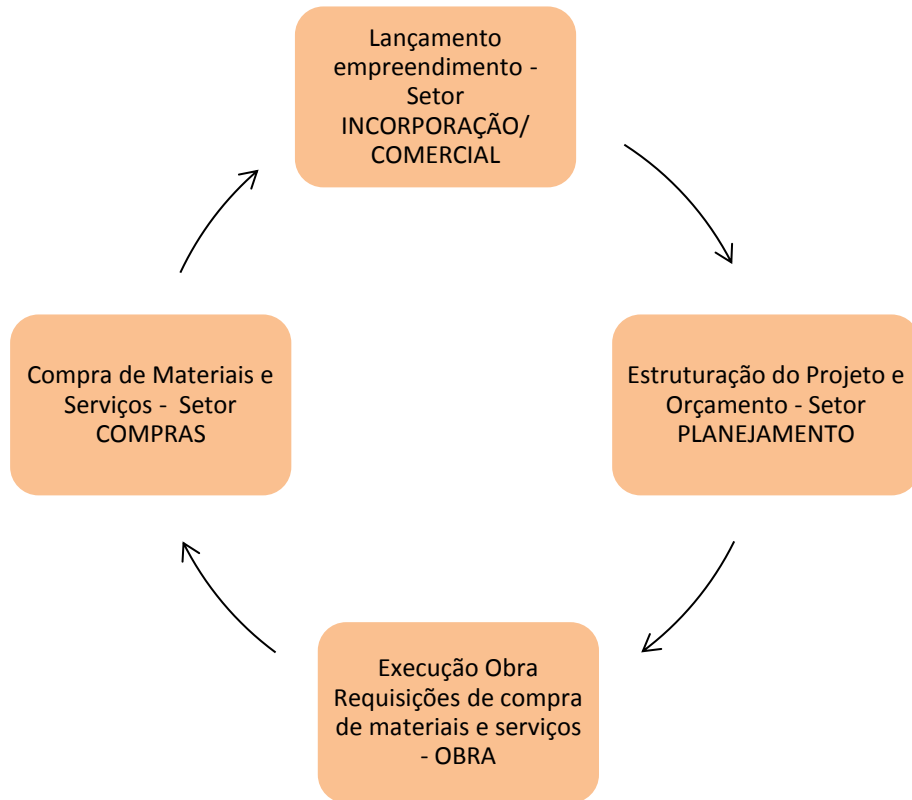 Lançamento
empreendimento -
Setor
INCORPORAÇÃO/
COMERCIAL
Estruturação do Projeto e
Orçamento - Setor
PLANEJAMENTO
Execução Obra
Requisições de compra
de materiais e serviços
- OBRA
Compra de Materiais e
Serviços - Setor
COMPRAS